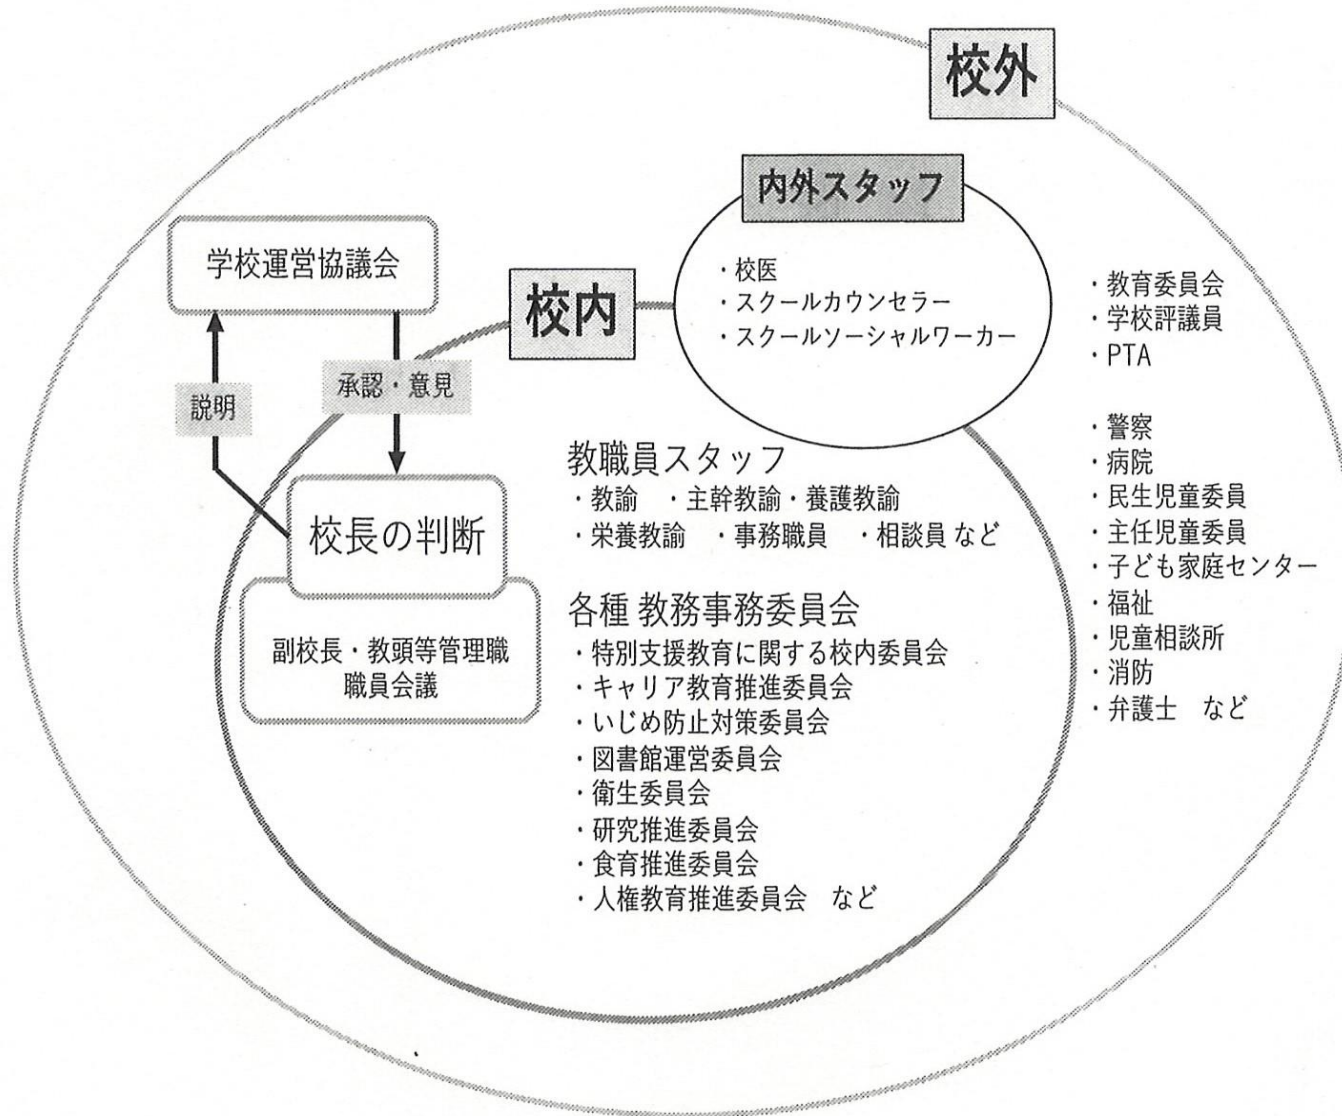 校外
内外スタッフ
・校医
・スクールカウンセラー
・スクールソーシャルワーカー
学校運営協議会
校内
説明
承認・意見
校長の判断
副校長・教頭等管理職
職員会議
教職員スタッフ
・教諭　・主幹教諭・養護教諭
・栄養教諭　・事務職員　・相談員 など
各種 教務事務委員会
・特別支援教育に関する校内委員会
・キャリア教育推進委員会
・いじめ防止対策委員会
・図書館運営委員会
・衛生委員会
・研究推進委員会
・食育推進委員会
・人権教育推進委員会　など
・教育委員会
・学校評議員
・PTA
・警察
・病院
・民生児童委員
・主任児童委員
・子ども家庭センター
・福祉
・児童相談所
・消防
・弁護士　など